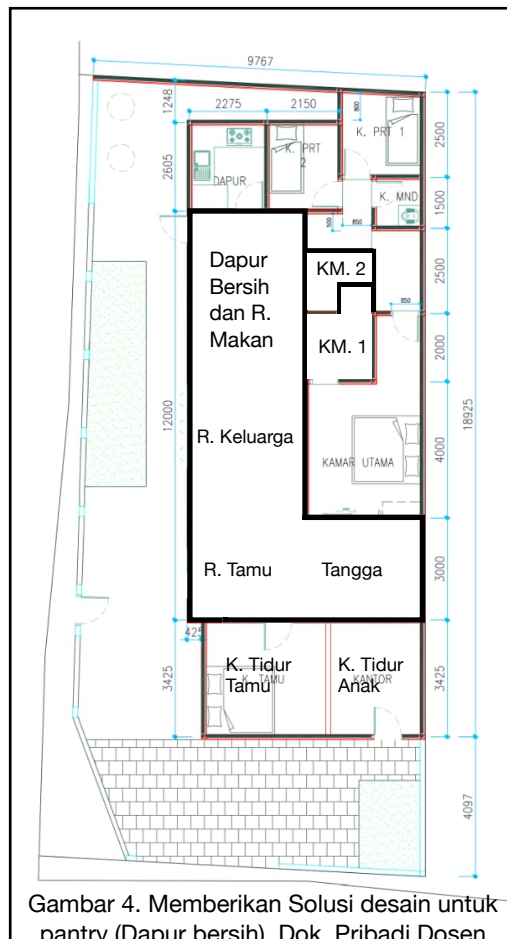 9767
1248
2275
2150
600
2500
K. PRT 1
K. PRT
2
2605
DAPUR
1500
K. MND
500
850
Dapur
Bersih
dan R.
Makan
KM. 2
2500
850
KM. 1
2000
12000
18925
R. Keluarga
4000
KAMAR UTAMA
R. Tamu
Tangga
3000
425
K. Tidur
Tamu
K. TAMU
K. Tidur
Anak
KANTOR
3425
3425
4097
Gambar 4. Memberikan Solusi desain untuk
pantry (Dapur bersih). Dok. Pribadi Dosen